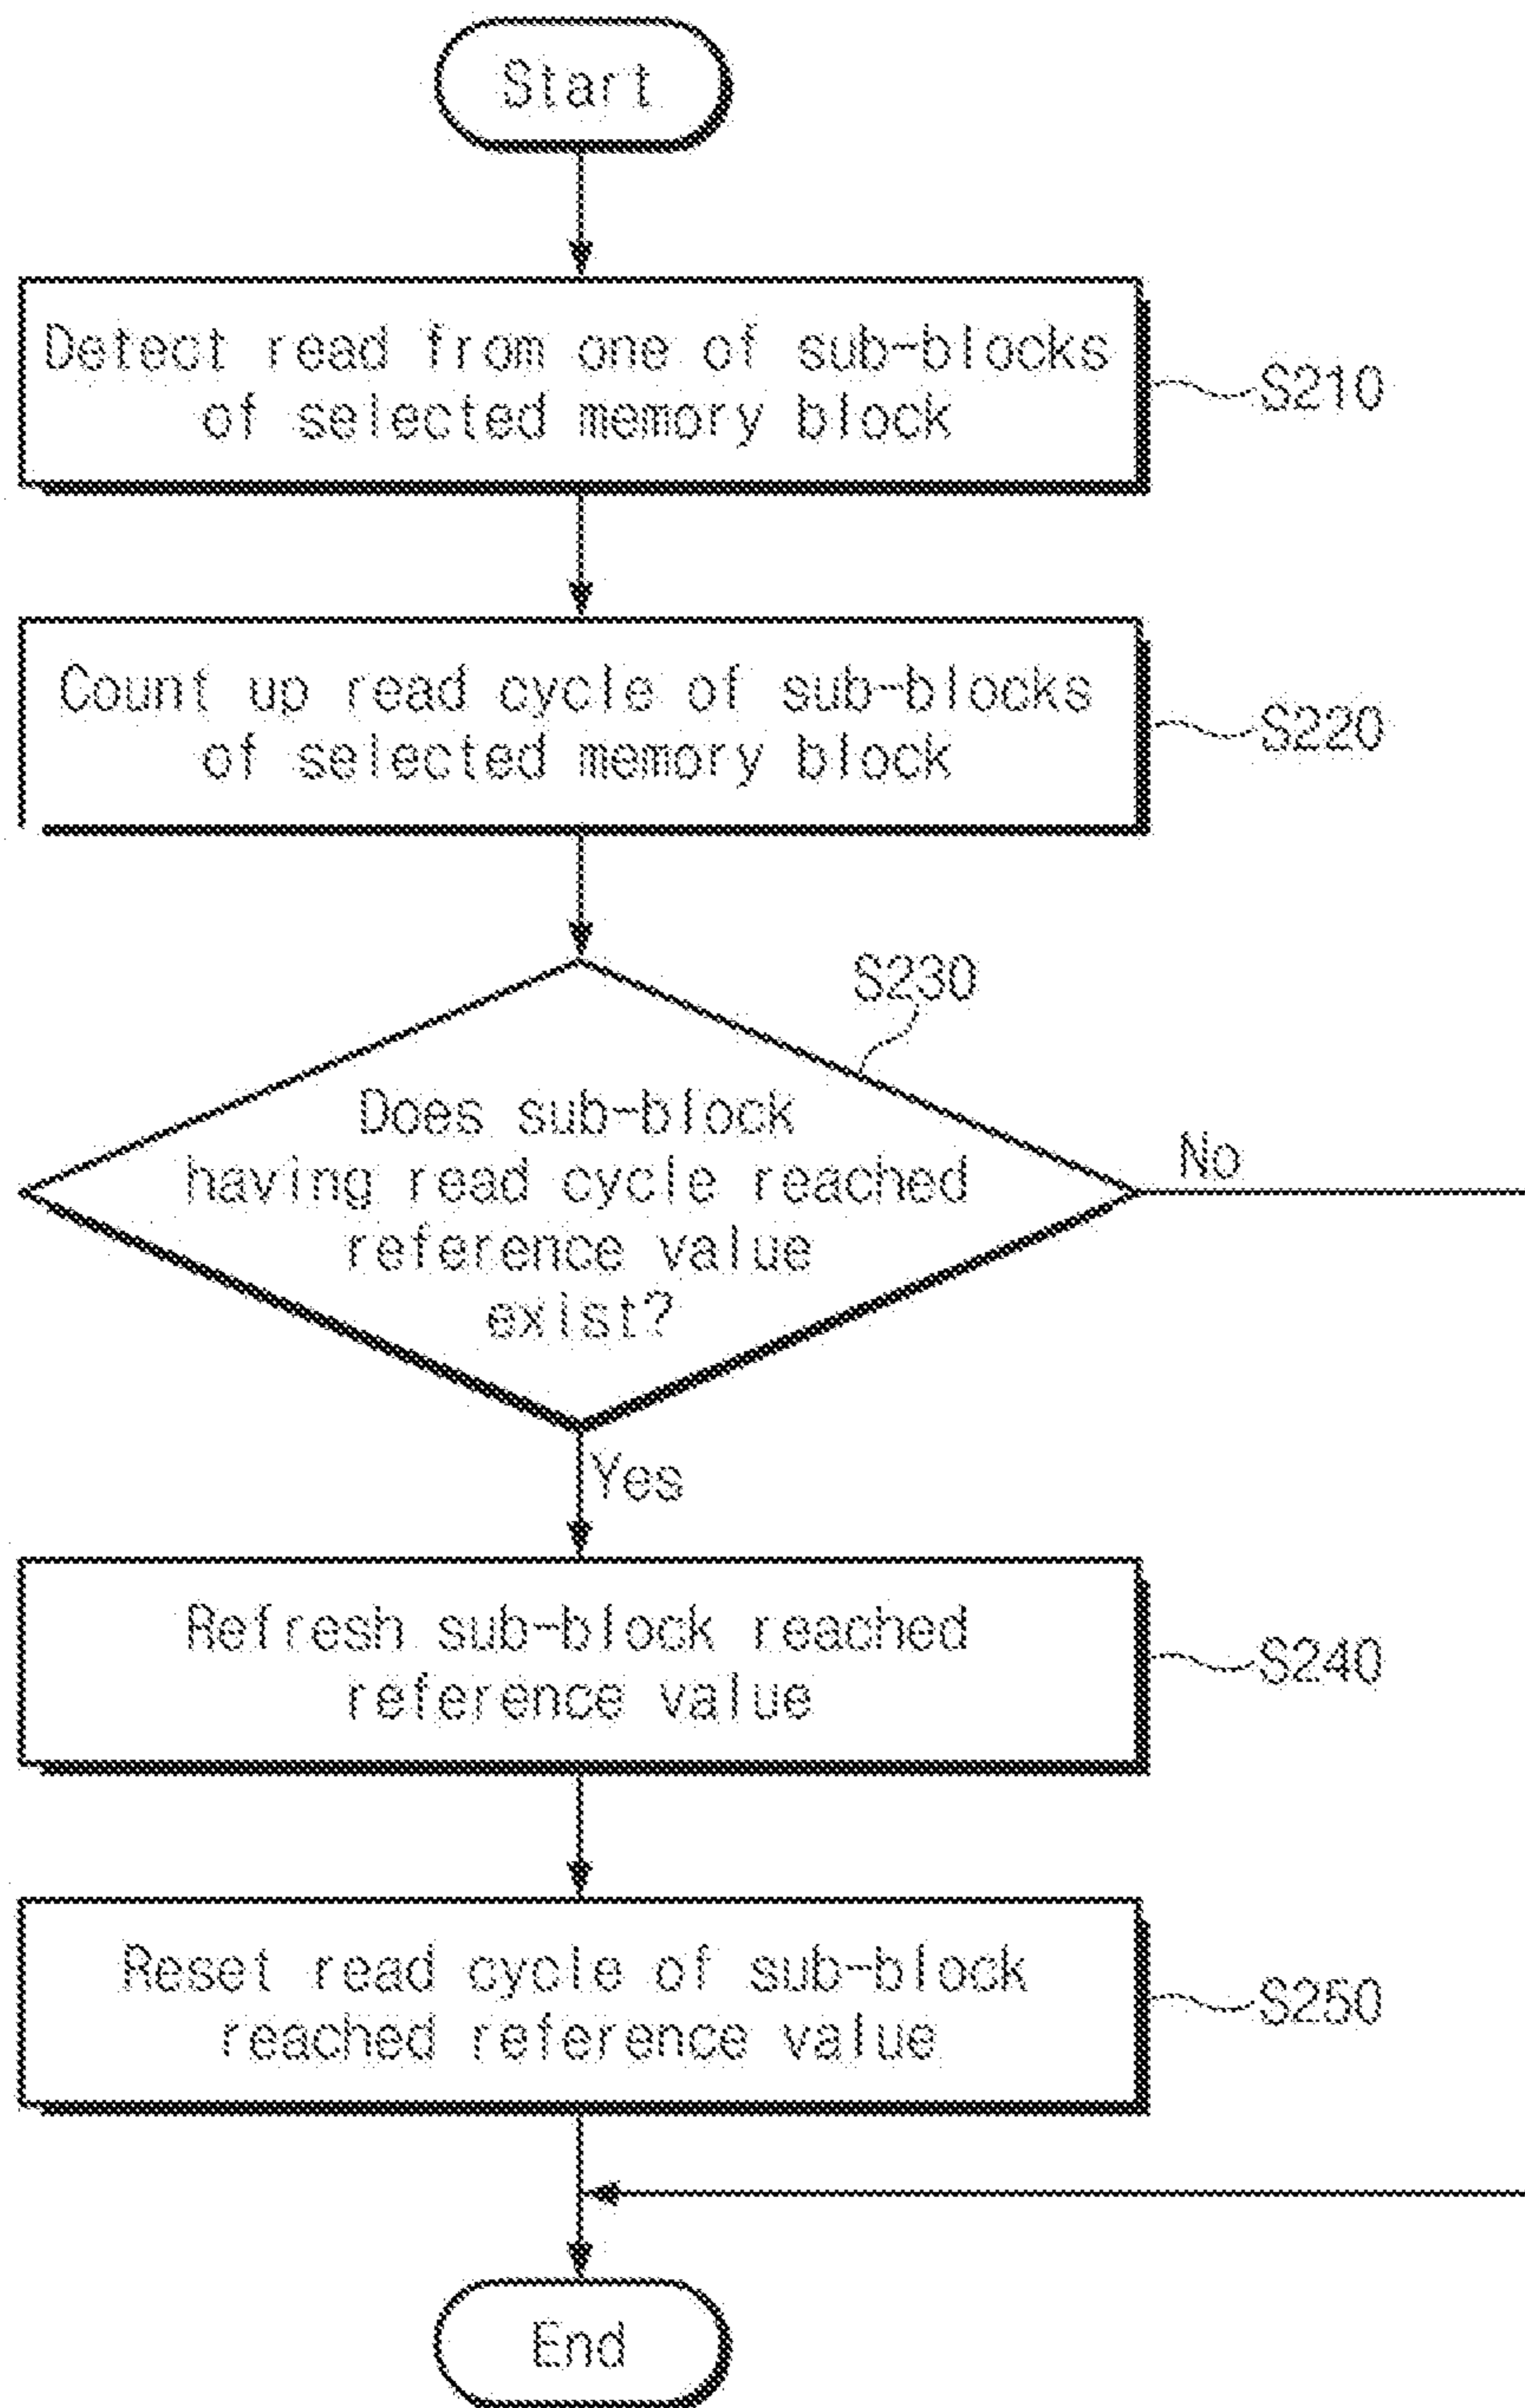 Start
Detect read from one of sub-blocks
of selected memory block
S210
Count up read cycle of sub-blocks
of selected memory block
S220
S230
Does sub-block
having read cycle reached
reference value
exist?
No
Yes
Refresh sub-block reached
reference value
S240
Reset read cycle of sub-block
reached reference value
S250
End